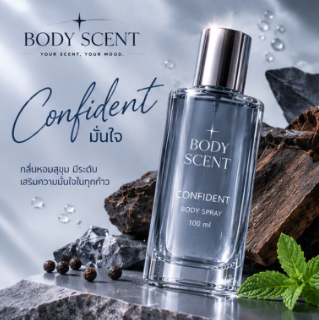 BODY SCENT
YOUR SCENT, YOUR MOOD.
Confident
มั่นใจ
กลิ่นหอมสุขุม มีระดับ
เสริมความมั่นใจในทุกก้าว
BODY
SCENT
CONFIDENT
BODY SPRAY
100 ml